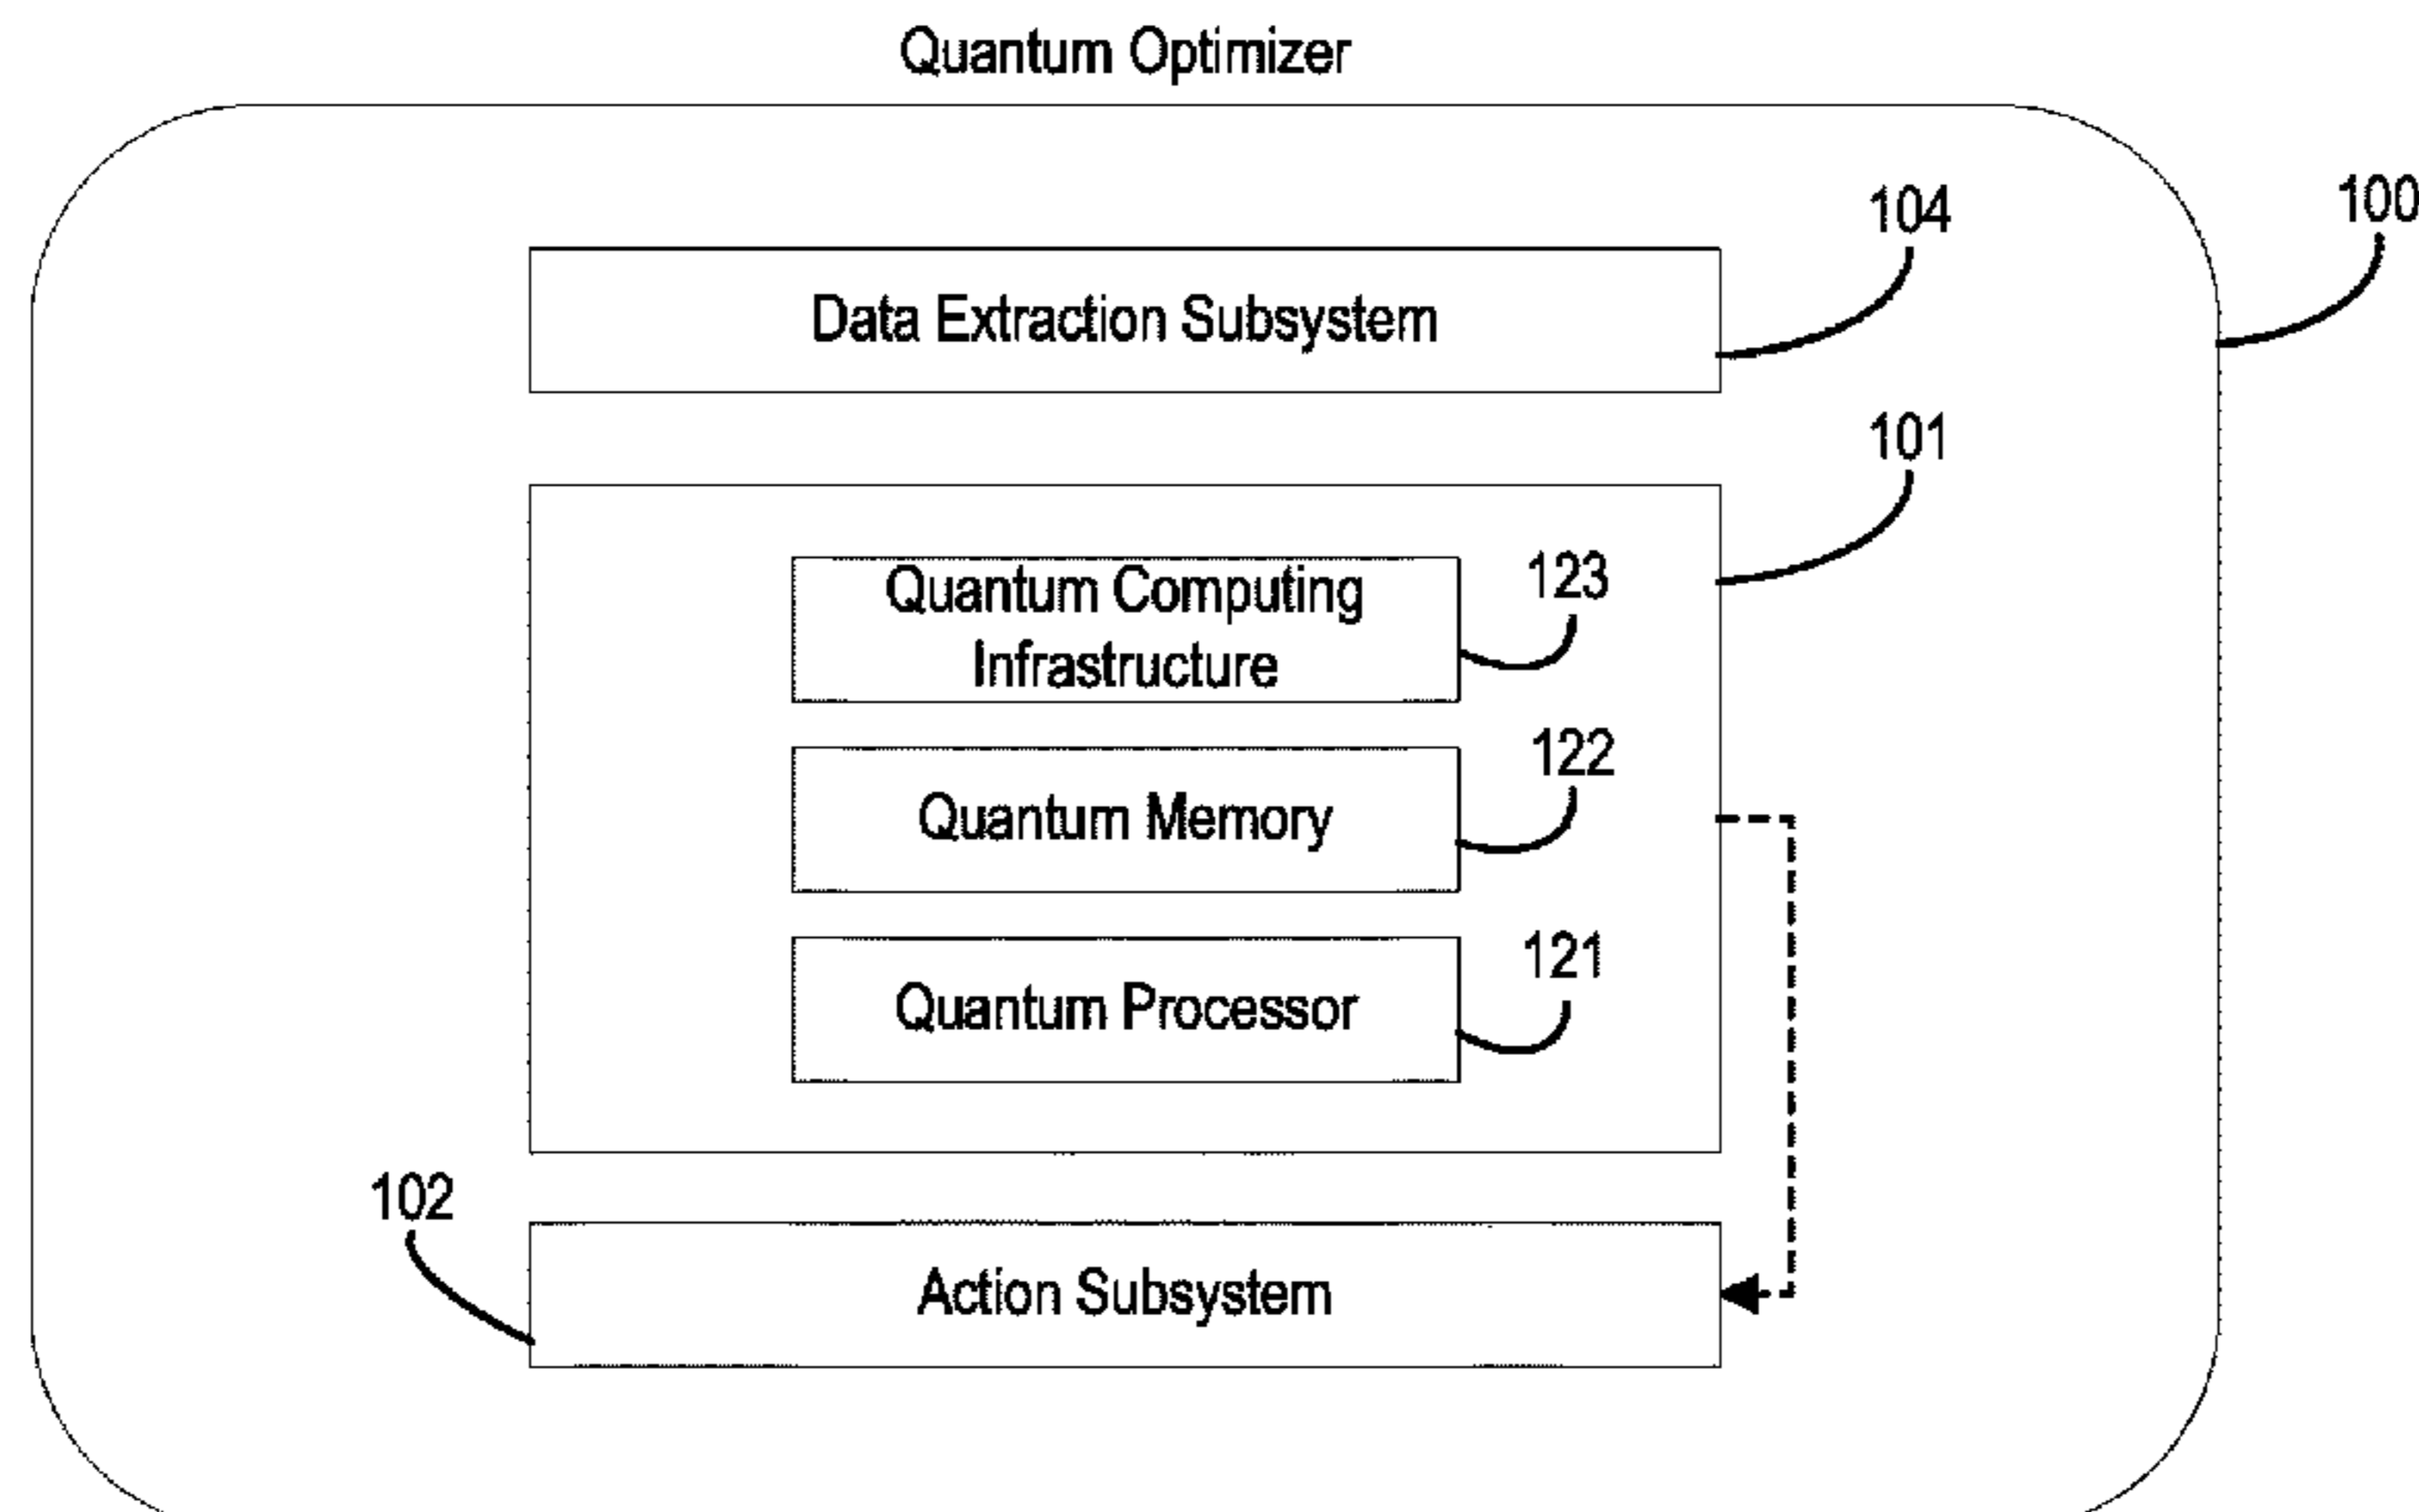 Quantum Optimizer
100
104
Data Extraction Subsystem
101
123
Quantum Computing
Infrastructure
122
Quantum Memory
121
Quantum Processor
102
Action Subsystem